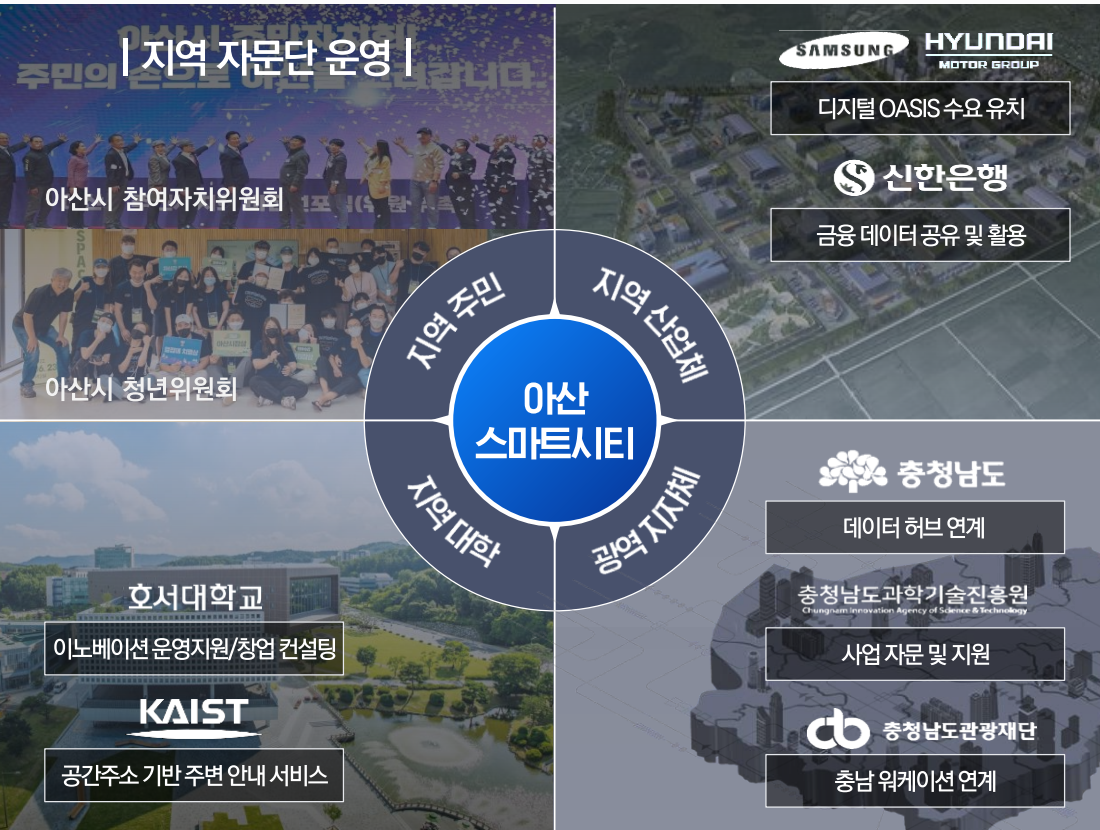 | 지역 자문단 운영 |
주민의 손으로
아산시 참여자치위원회
아산시 청년위원회
SAMSUNG
HYUNDAI
MOTOR GROUP
디지털 OASIS 수요 유치
신한은행
금융 데이터 공유 및 활용
지역 주민
지역 산업체
아산
스마트시티
지역 대학
광역 지자체
호서대학교
이노베이션 운영지원/창업 컨설팅
KAIST
공간주소 기반 주변 안내 서비스
충청남도
데이터 허브 연계
충청남도과학기술진흥원
Chungnam Innovation Agency of Science & Technology
사업 자문 및 지원
충청남도관광재단
충남 워케이션 연계